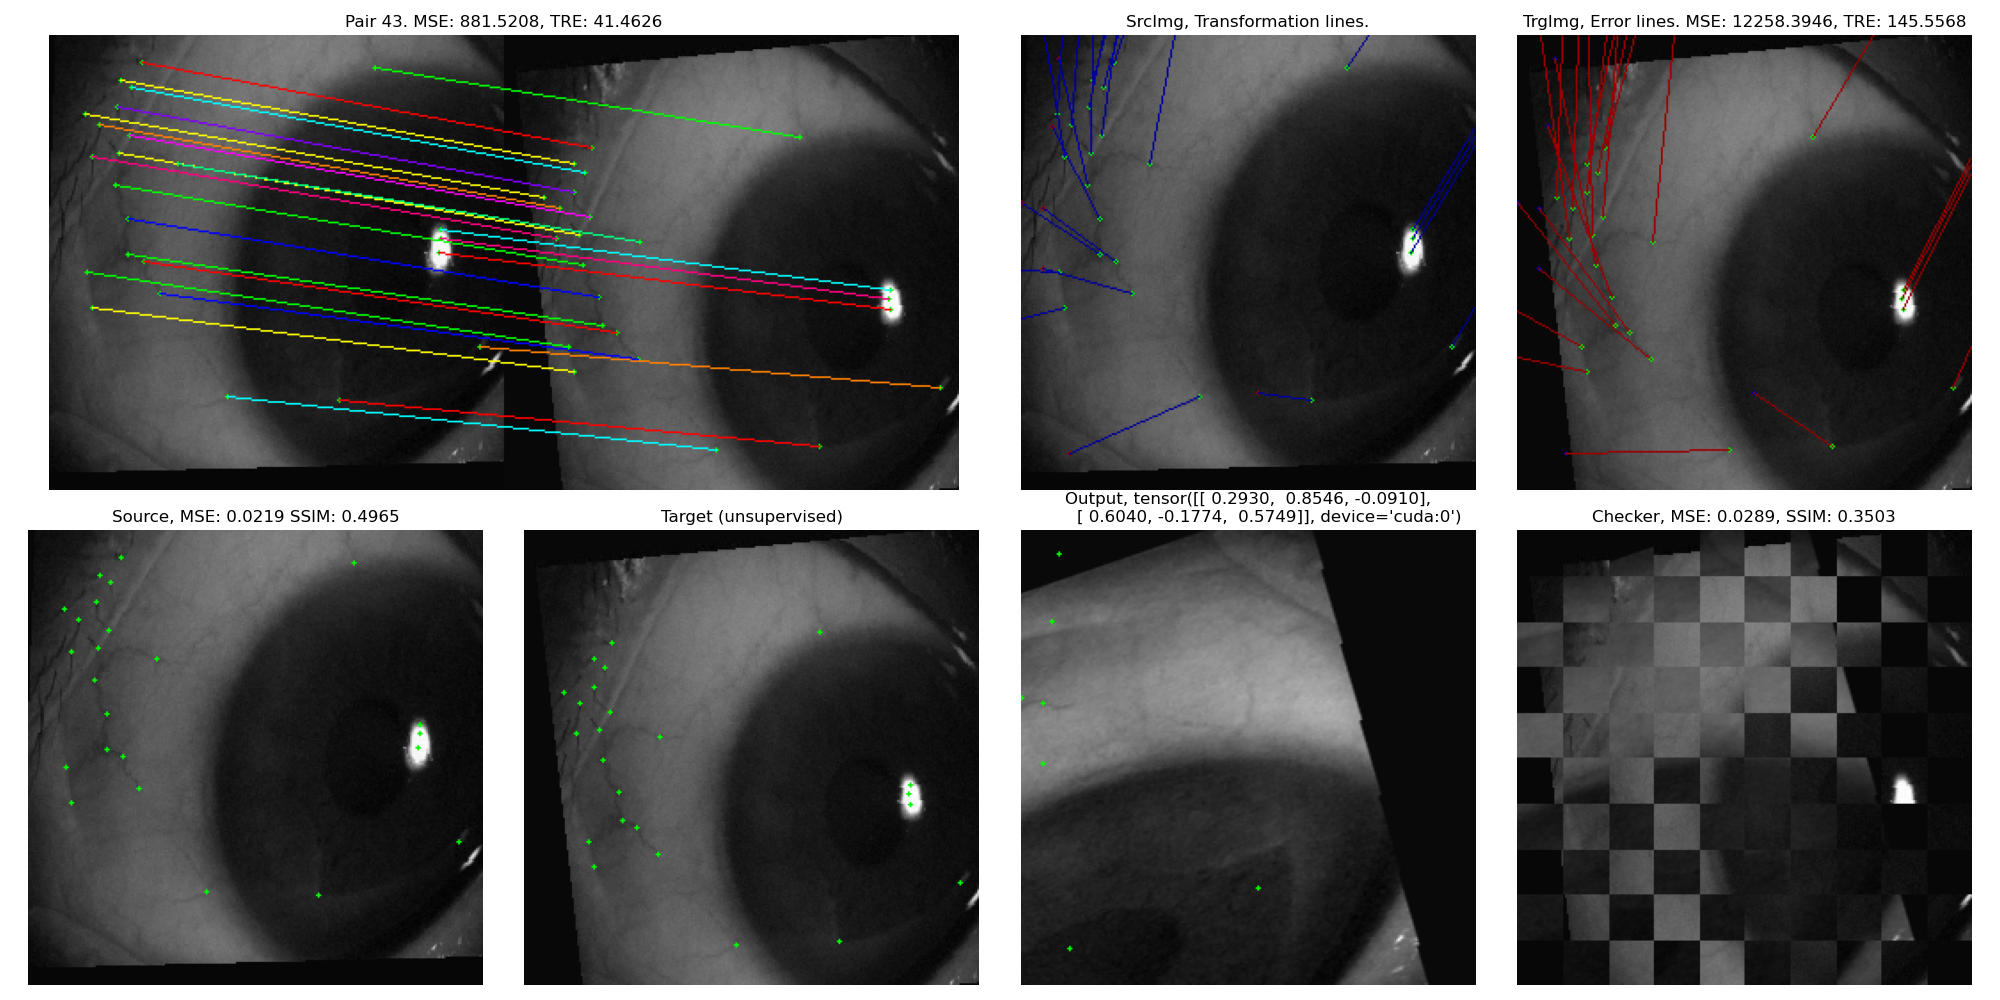 Pair 43. MSE: 881.5208, TRE: 41.4626
SrcImg, Transformation lines.
TrgImg, Error lines. MSE: 12258.3946, TRE: 145.5568
Source, MSE: 0.0219 SSIM: 0.4965
Target (unsupervised)
Output, tensor([[ 0.2930,  0.8546, -0.0910],
[ 0.6040, -0.1774,  0.5749]], device='cuda:0')
Checker, MSE: 0.0289, SSIM: 0.3503